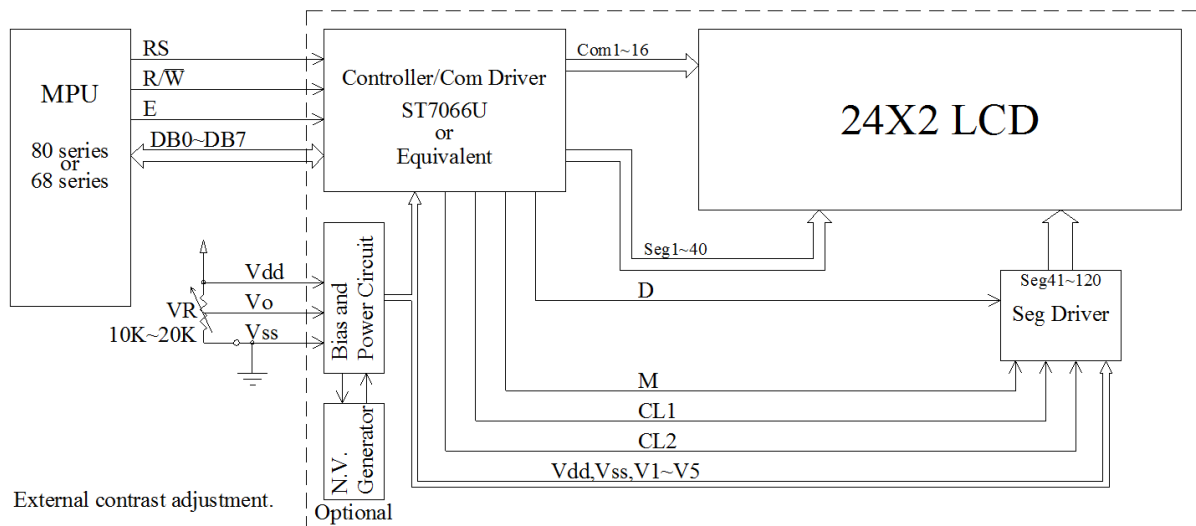 MPU
80 series
or
68 series
RS
R/W̅
E
DB0~DB7
Controller/Com Driver
ST7066U
or
Equivalent
Com1~16
24X2 LCD
Seg1~40
Seg41~120
Seg Driver
D
M
CL1
CL2
Vdd,Vss,V1~V5
Vdd
Vo
Vss
VR
10K~20K
Bias and
Power Circuit
N.V.
Generator
Optional
External contrast adjustment.